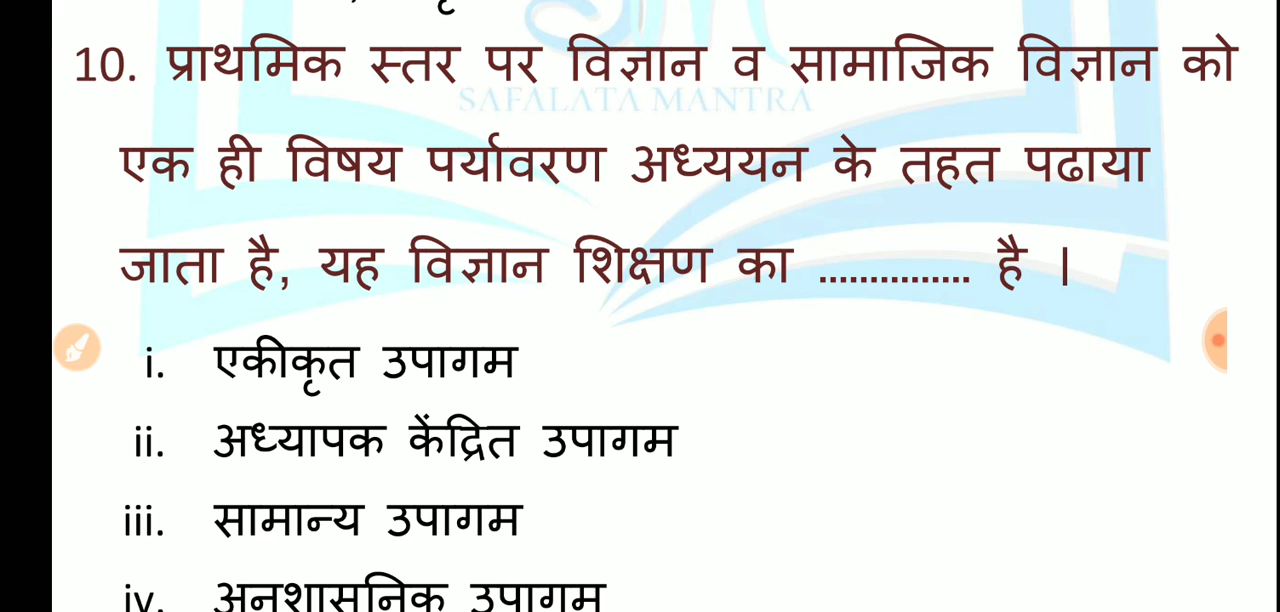 10. प्राथमिक स्तर पर विज्ञान व सामाजिक विज्ञान को
SAFALATA MANTRA
एक ही विषय पर्यावरण अध्ययन के तहत पढाया
जाता है, यह विज्ञान शिक्षण का ............... है |
i. एकीकृत उपागम
ii. अध्यापक केंद्रित उपागम
iii. सामान्य उपागम
iv. अनुशासनिक उपागम